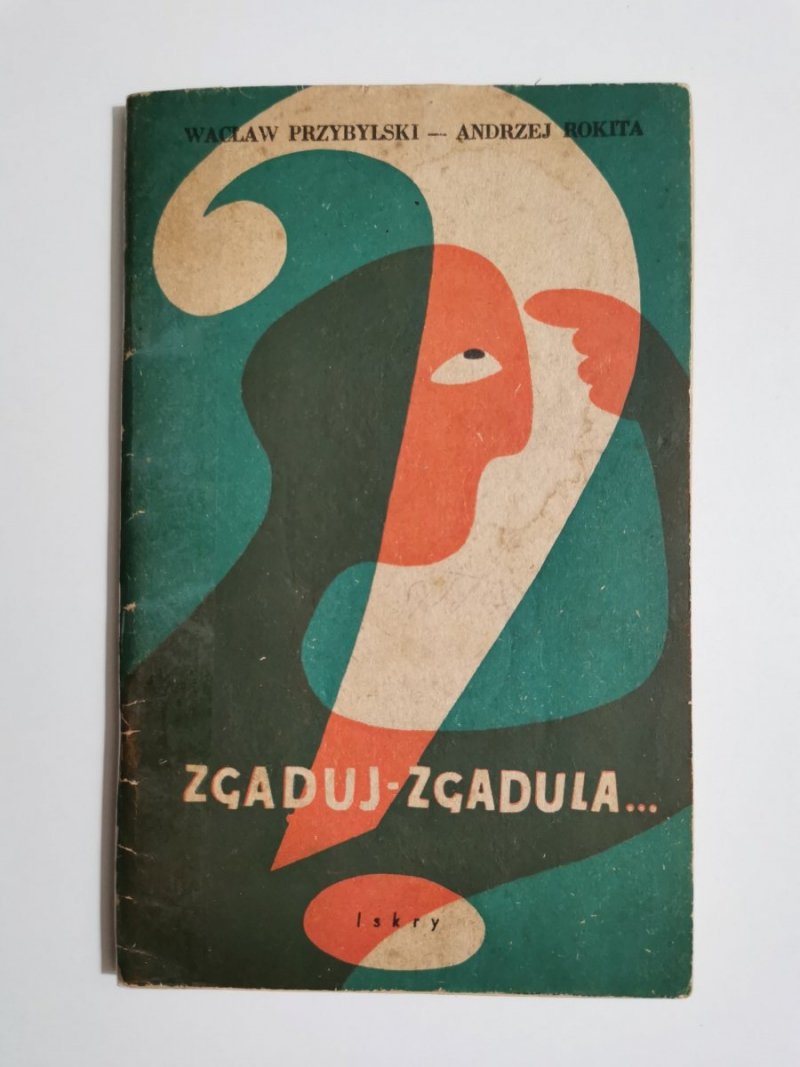 WACŁAW PRZYBYLSKI — ANDRZEJ ROKITA
ZGADUJ-ZGADULA...
Iskry